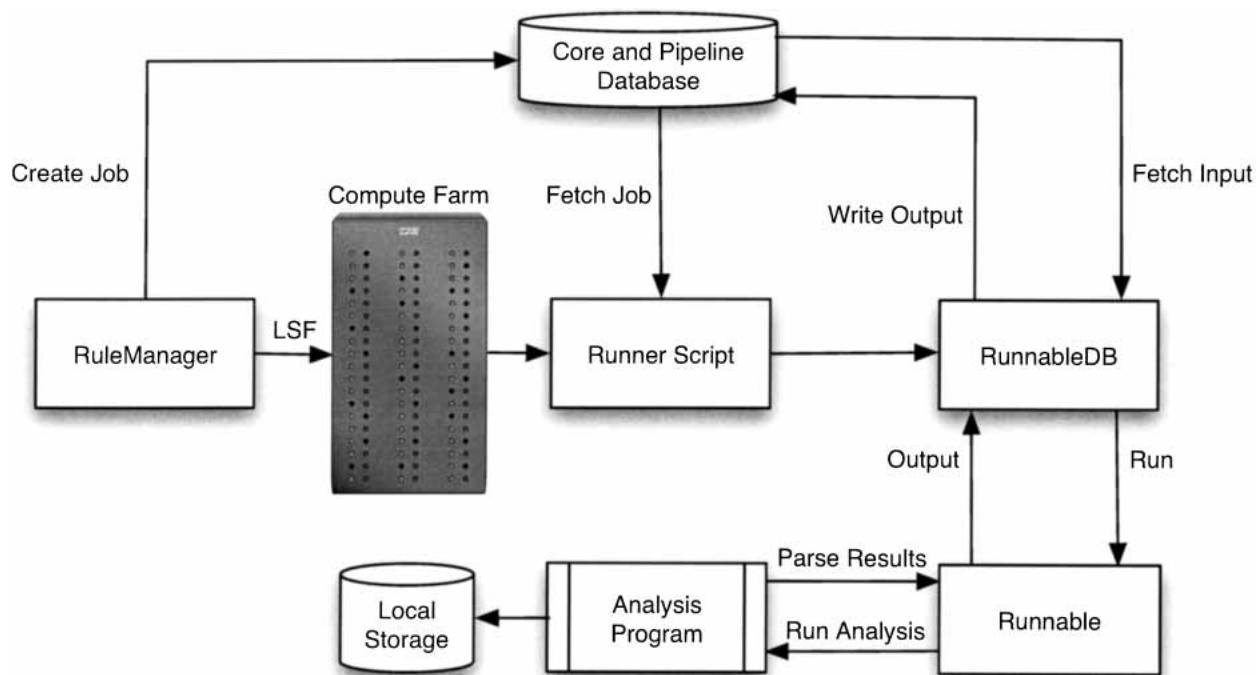 Core and Pipeline
Database
Create Job
Compute Farm
Fetch Job
Write Output
Fetch Input
RuleManager
LSF
Runner Script
RunnableDB
Output
Run
Parse Results
Local
Storage
Analysis
Program
Run Analysis
Runnable